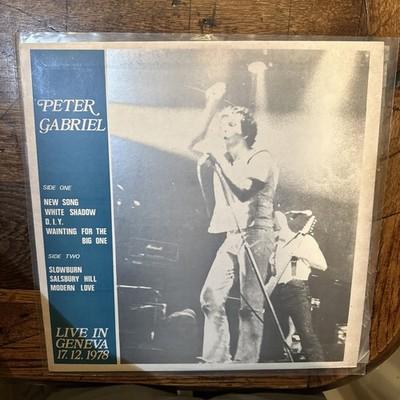 PETER
GABRIEL
SIDE ONE
NEW SONG
WHITE SHADOW
D.I.Y.
WAINTING FOR THE
BIG ONE
SIDE TWO
SLOWBURN
SALSBURY HILL
MODERN LOVE
LIVE IN
GENEVA
17.12.1978